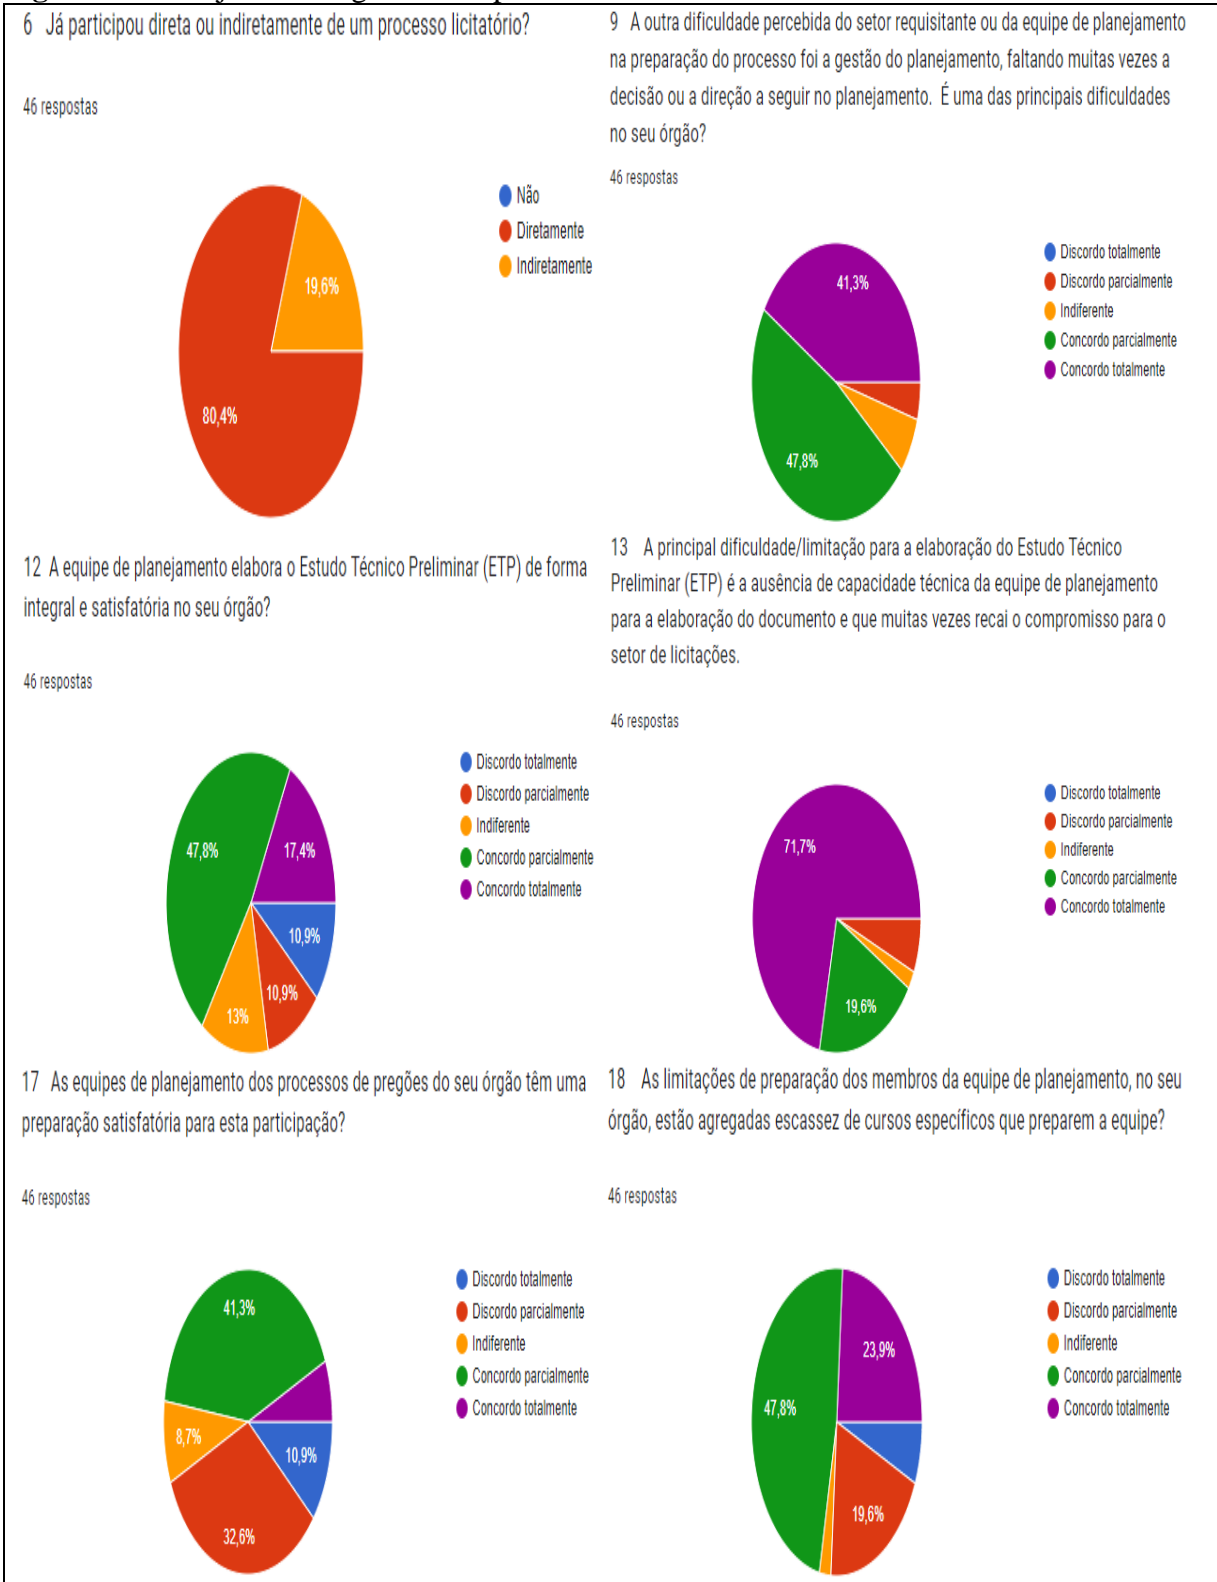 6 Já participou direta ou indiretamente de um processo licitatório?
46 respostas
Não
Diretamente
Indiretamente
19,6%
80,4%
9 A outra dificuldade percebida do setor requisitante ou da equipe de planejamento
na preparação do processo foi a gestão do planejamento, faltando muitas vezes a
decisão ou a direção a seguir no planejamento. É uma das principais dificuldades
no seu órgão?
46 respostas
Discordo totalmente
Discordo parcialmente
Indiferente
Concordo parcialmente
Concordo totalmente
41,3%
47,8%
12 A equipe de planejamento elabora o Estudo Técnico Preliminar (ETP) de forma
integral e satisfatória no seu órgão?
46 respostas
Discordo totalmente
Discordo parcialmente
Indiferente
Concordo parcialmente
Concordo totalmente
47,8%
17,4%
10,9%
10,9%
13%
13 A principal dificuldade/limitação para a elaboração do Estudo Técnico
Preliminar (ETP) é a ausência de capacidade técnica da equipe de planejamento
para a elaboração do documento e que muitas vezes recai o compromisso para o
setor de licitações.
46 respostas
Discordo totalmente
Discordo parcialmente
Indiferente
Concordo parcialmente
Concordo totalmente
71,7%
19,6%
17 As equipes de planejamento dos processos de pregões do seu órgão têm uma
preparação satisfatória para esta participação?
46 respostas
Discordo totalmente
Discordo parcialmente
Indiferente
Concordo parcialmente
Concordo totalmente
41,3%
8,7%
10,9%
32,6%
18 As limitações de preparação dos membros da equipe de planejamento, no seu
órgão, estão agregadas escassez de cursos específicos que preparem a equipe?
46 respostas
Discordo totalmente
Discordo parcialmente
Indiferente
Concordo parcialmente
Concordo totalmente
23,9%
47,8%
19,6%